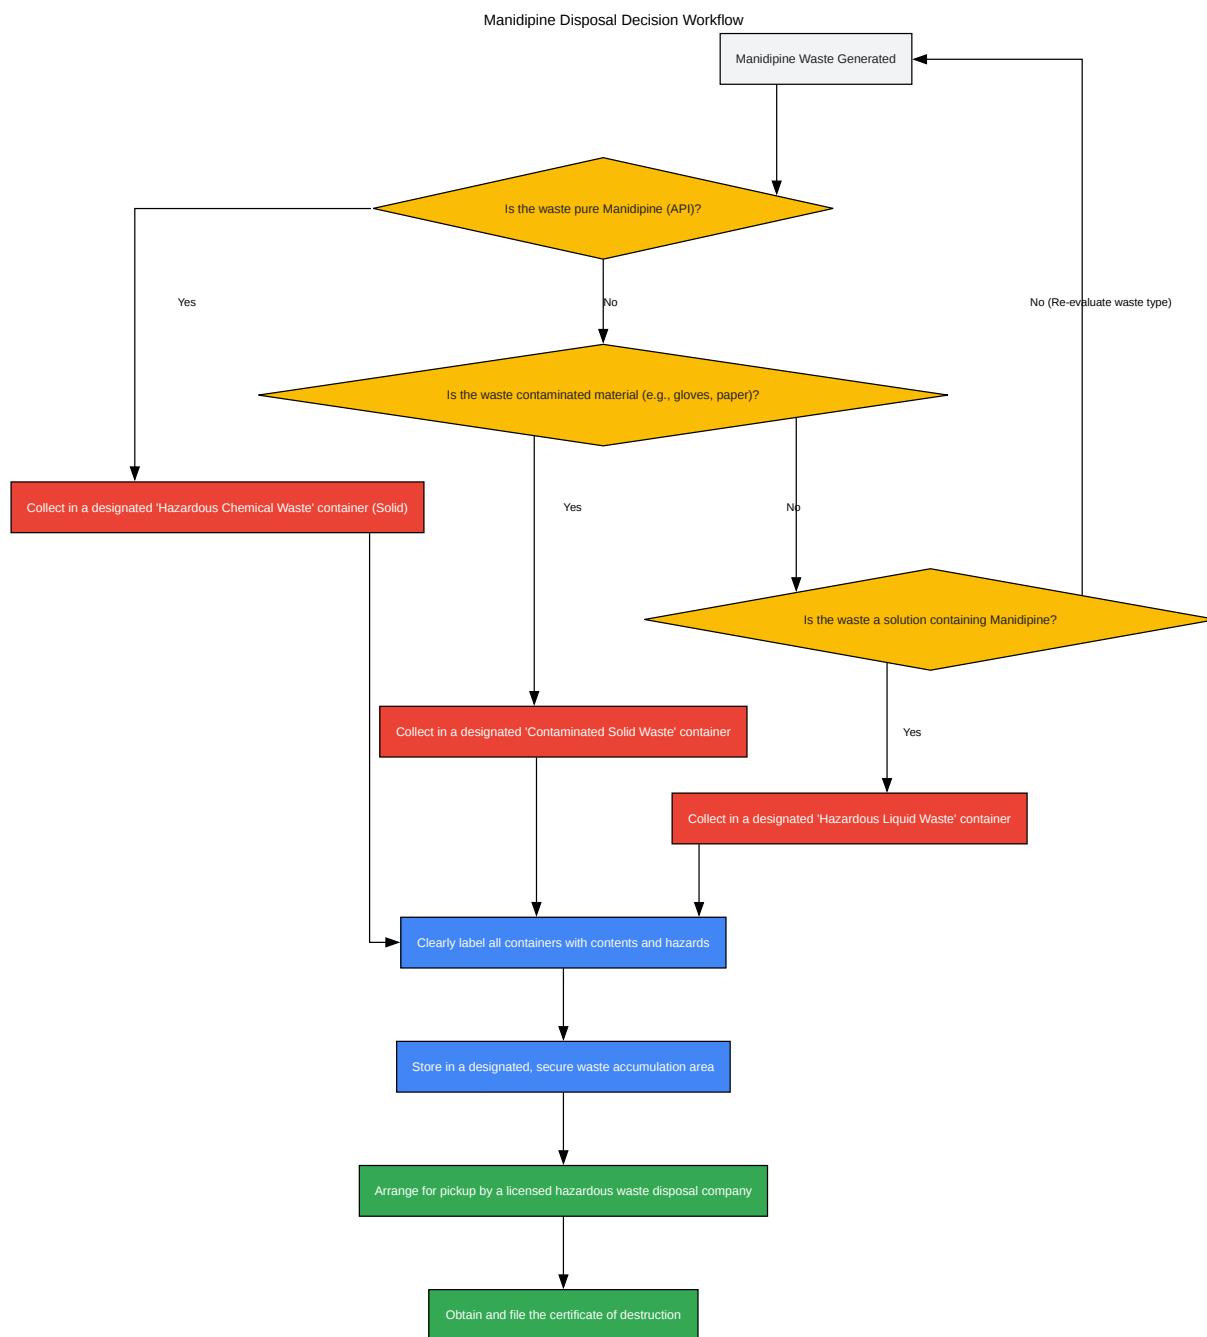 Manidipine Disposal Decision Workflow
Manidipine Waste Generated
Is the waste pure Manidipine (API)?
Yes
No
No (Re-evaluate waste type)
Is the waste contaminated material (e.g., gloves, paper)?
Collect in a designated 'Hazardous Chemical Waste' container (Solid)
Yes
No
Is the waste a solution containing Manidipine?
Collect in a designated 'Contaminated Solid Waste' container
Yes
Collect in a designated 'Hazardous Liquid Waste' container
Clearly label all containers with contents and hazards
Store in a designated, secure waste accumulation area
Arrange for pickup by a licensed hazardous waste disposal company
Obtain and file the certificate of destruction